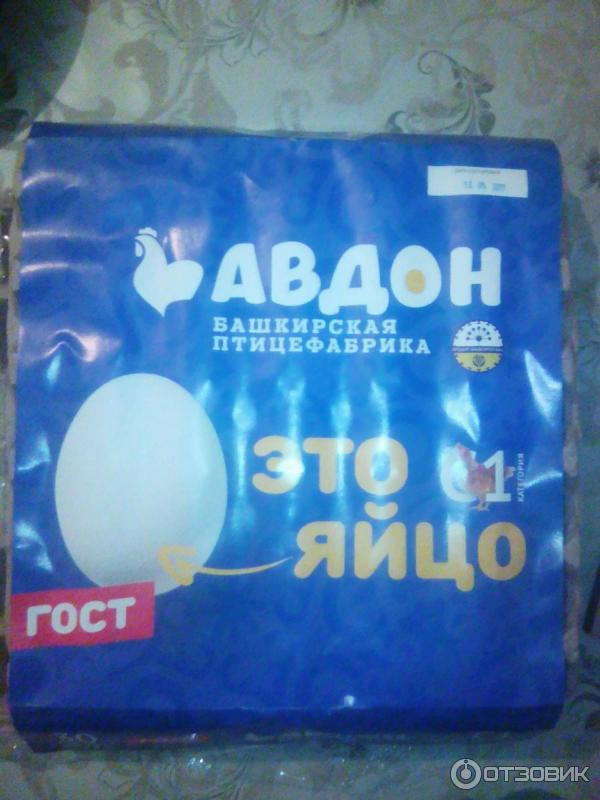 АВДОН
БАШКИРСКАЯ
ПТИЦЕФАБРИКА
ЭТО
С1
КАТЕГОРИЯ
ЯЙЦО
ГОСТ
ОТЗОВИК